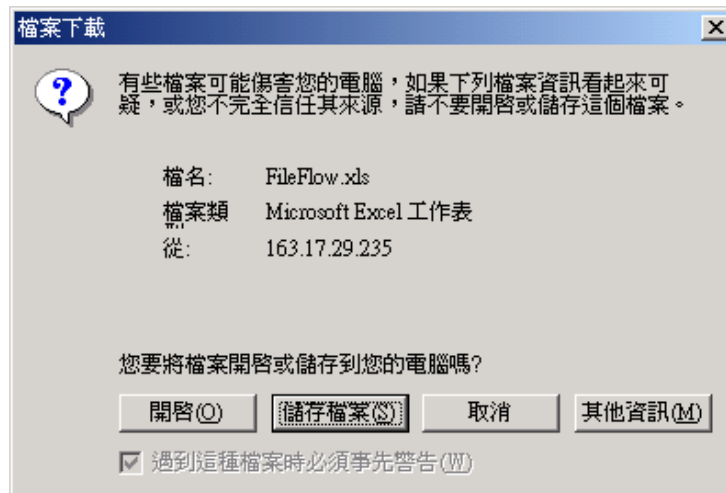 檔案下載
有些檔案可能傷害您的電腦，如果下列檔案資訊看起來可
疑，或您不完全信任其來源，請不要開啓或儲存這個檔案。
檔名: FileFlow.xls
檔案類 Microsoft Excel 工作表
從: 163.17.29.235
您要將檔案開啓或儲存到您的電腦嗎?
開啓(O) 儲存檔案(S) 取消 其他資訊(M)
遇到這種檔案時必須事先警告(W)